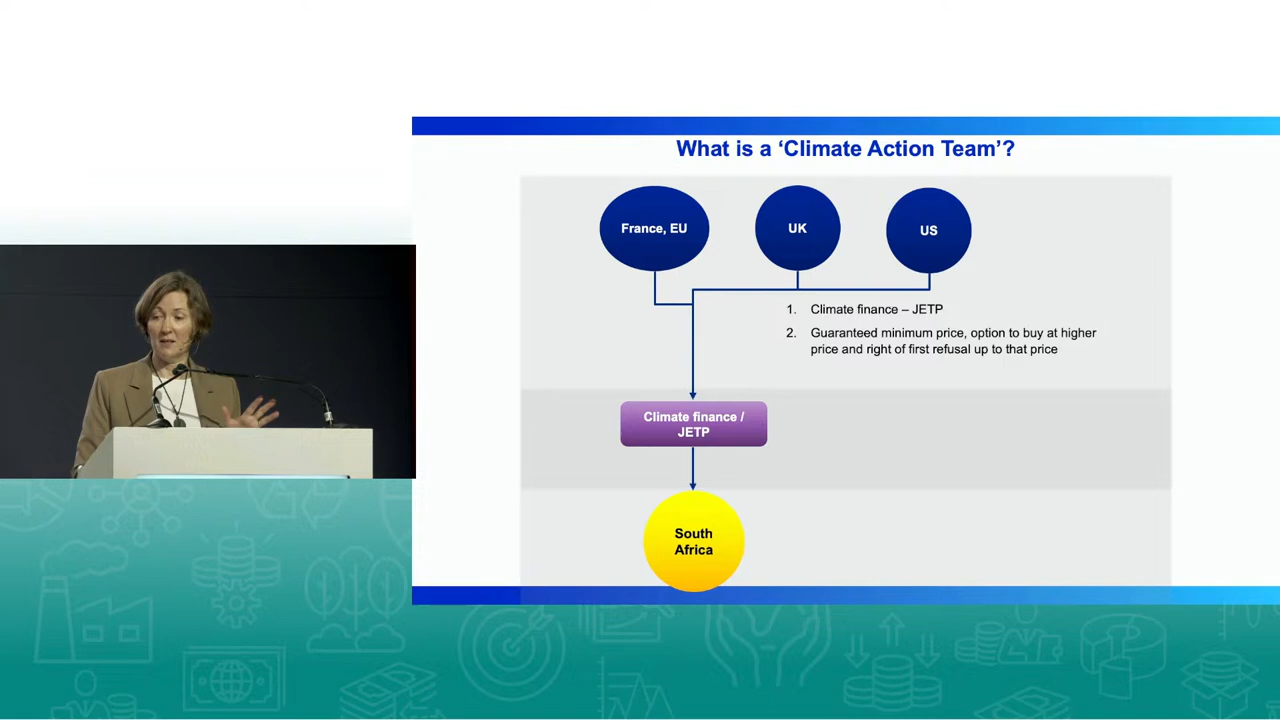 What is a ‘Climate Action Team’?
France, EU
UK
US
1. Climate finance – JETP
2. Guaranteed minimum price, option to buy at higher
price and right of first refusal up to that price
Climate finance /
JETP
South
Africa